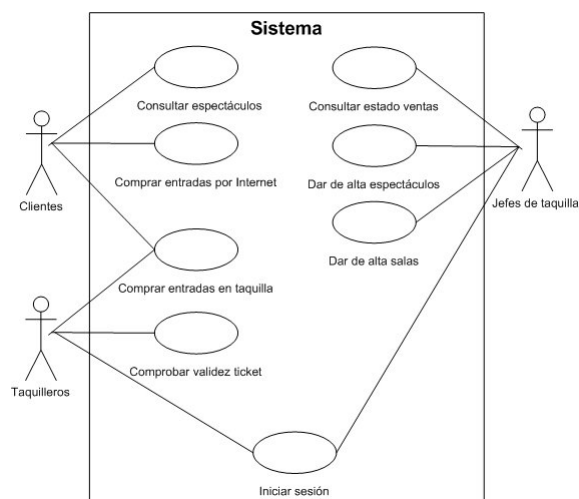 Sistema
Consultar espectáculos
Consultar estado ventas
Comprar entradas por Internet
Dar de alta espectáculos
Clientes
Jefes de taquilla
Dar de alta salas
Comprar entradas en taquilla
Comprobar validez ticket
Taquilleros
Iniciar sesión